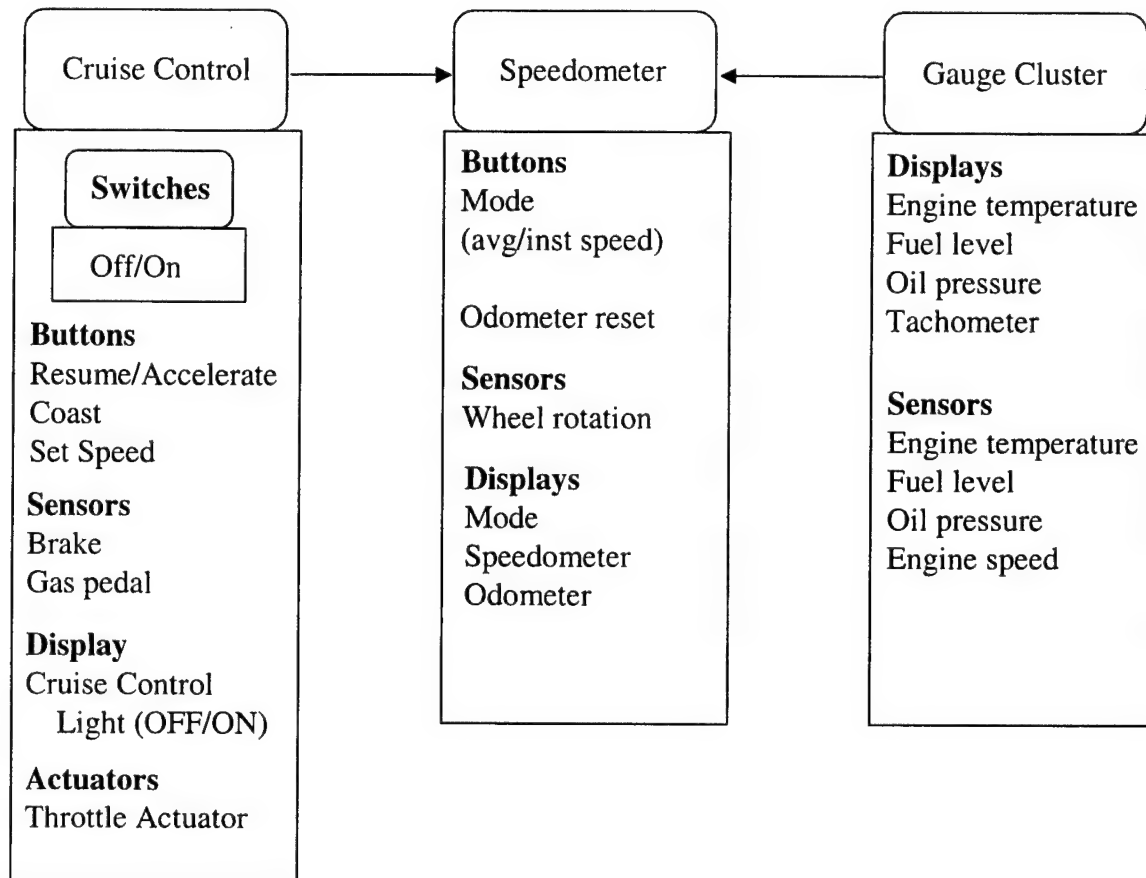 Cruise Control
Switches
Off/On
Buttons
Resume/Accelerate
Coast
Set Speed
Sensors
Brake
Gas pedal
Display
Cruise Control
Light (OFF/ON)
Actuators
Throttle Actuator
Speedometer
Buttons
Mode
(avg/inst speed)
Odometer reset
Sensors
Wheel rotation
Displays
Mode
Speedometer
Odometer
Gauge Cluster
Displays
Engine temperature
Fuel level
Oil pressure
Tachometer
Sensors
Engine temperature
Fuel level
Oil pressure
Engine speed